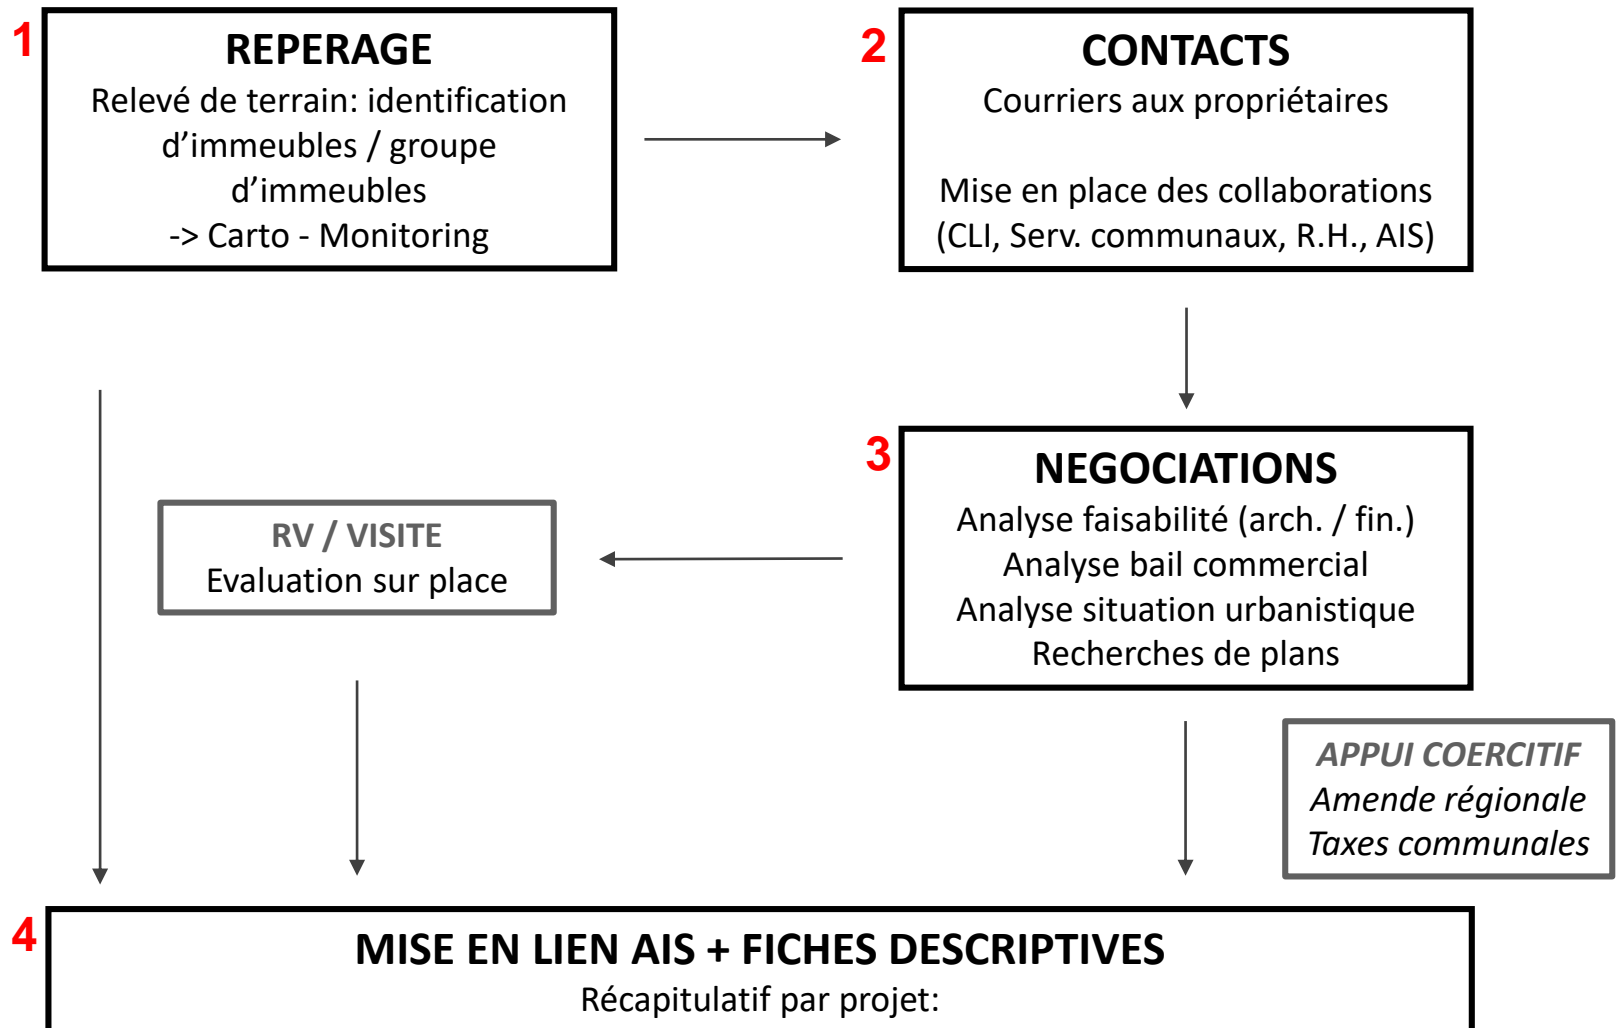 1
REPERAGE
Relevé de terrain: identification
d’immeubles / groupe
d’immeubles
-> Carto - Monitoring
2
CONTACTS
Courriers aux propriétaires
Mise en place des collaborations
(CLI, Serv. communaux, R.H., AIS)
3
NEGOCIATIONS
Analyse faisabilité (arch. / fin.)
Analyse bail commercial
Analyse situation urbanistique
Recherches de plans
RV / VISITE
Evaluation sur place
APPUI COERCITIF
Amende régionale
Taxes communales
4
MISE EN LIEN AIS + FICHES DESCRIPTIVES
Récapitulatif par projet: